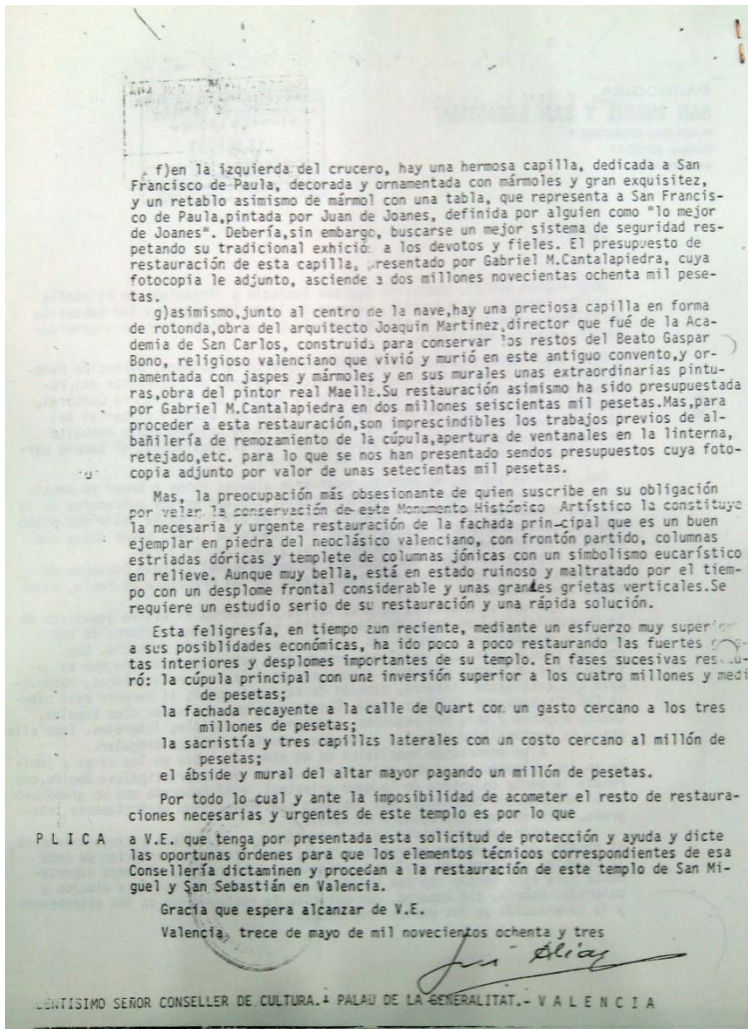 f)en la izquierda del crucero, hay una hermosa capilla, dedicada a San
Francisco de Paula, decorada y ornamentada con mármoles y gran exquisitez,
y un retablo asimismo de mármol con una tabla, que representa a San Francis-
co de Paula,pintada por Juan de Joanes, definida por alguien como "lo mejor
de Joanes". Debería,sin embargo, buscarse un mejor sistema de seguridad res-
petando su tradicional exhició a los devotos y fieles. El presupuesto de
restauración de esta capilla, presentado por Gabriel M.Cantalapiedra, cuya
fotocopia le adjunto, asciende a dos millones novecientas ochenta mil pese-
tas.
g)asimismo,junto al centro de la nave,hay una preciosa capilla en forma
de rotonda,obra del arquitecto Joaquin Martinez,director que fué de la Aca-
demia de San Carlos, construida para conservar los restos del Beato Gaspar
Bono, religioso valenciano que vivió y murió en este antiguo convento,y or-
namentada con jaspes y mármoles y en sus murales unas extraordinarias pintu-
ras,obra del pintor real Maella.Su restauración asimismo ha sido presupuestada
por Gabriel M.Cantalapiedra en dos millones seiscientas mil pesetas.Mas,para
proceder a esta restauración,son imprescindibles los trabajos previos de al-
bañilería de remozamiento de la cúpula,apertura de ventanales en la linterna,
retejado,etc. para lo que se nos han presentado sendos presupuestos cuya foto-
copia adjunto por valor de unas setecientas mil pesetas.
Mas, la preocupación más obsesionante de quien suscribe en su obligación
por velar la conservación de este Monumento Histórico Artístico la constituye
la necesaria y urgente restauración de la fachada principal que es un buen
ejemplar en piedra del neoclásico valenciano, con frontón partido, columnas
estriadas dóricas y templete de columnas jónicas con un simbolismo eucarístico
en relieve. Aunque muy bella, está en estado ruinoso y maltratado por el tiem-
po con un desplome frontal considerable y unas grandes grietas verticales.Se
requiere un estudio serio de su restauración y una rápida solución.
Esta feligresía, en tiempo aun reciente, mediante un esfuerzo muy superior
a sus posiblidades económicas, ha ido poco a poco restaurando las fuertes
tas interiores y desplomes importantes de su templo. En fases sucesivas restau-
ró: la cúpula principal con una inversión superior a los cuatro millones y medi
de pesetas;
la fachada recayente a la calle de Quart con un gasto cercano a los tres
millones de pesetas;
la sacristía y tres capillas laterales con un costo cercano al millón de
pesetas;
el ábside y mural del altar mayor pagando un millón de pesetas.
Por todo lo cual y ante la imposibilidad de acometer el resto de restaura-
ciones necesarias y urgentes de este templo es por lo que
P L I C A a V.E. que tenga por presentada esta solicitud de protección y ayuda y dicte
las oportunas órdenes para que los elementos técnicos correspondientes de esa
Consellería dictaminen y procedan a la restauración de este templo de San Mi-
guel y San Sebastián en Valencia.
Gracia que espera alcanzar de V.E.
Valencia, trece de mayo de mil novecientos ochenta y tres
ENTISIMO SEÑOR CONSELLER DE CULTURA.- PALAU DE LA GENERALITAT.- V A L E N C I A